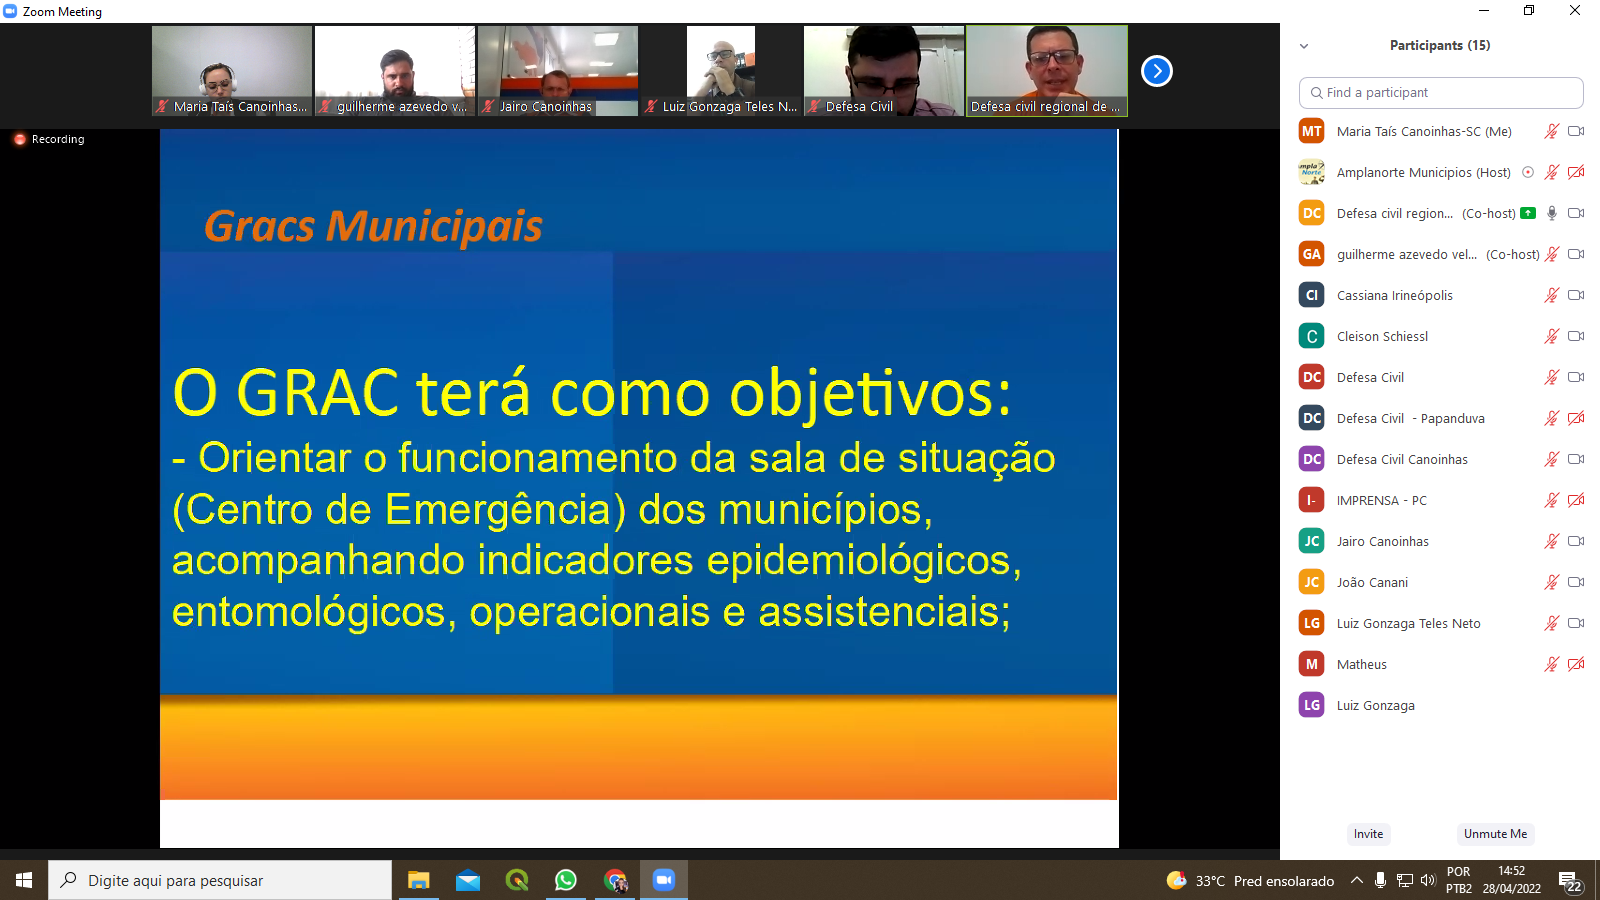 Zoom Meeting
Maria Taís Canoinhas...
guilherme azevedo v...
Jairo Canoinhas
Luiz Gonzaga Teles N...
Defesa Civil
Defesa civil regional de ...
Recording
Gracs Municipais
O GRAC terá como objetivos:
- Orientar o funcionamento da sala de situação
(Centro de Emergência) dos municípios,
acompanhando indicadores epidemiológicos,
entomológicos, operacionais e assistenciais;
Participants (15)
Find a participant
MT Maria Taís Canoinhas-SC (Me)
Ampla Norte Amplanorte Municipios (Host)
DC Defesa civil region... (Co-host)
GA guilherme azevedo vel... (Co-host)
CI Cassiana Irineópolis
C Cleison Schiessl
DC Defesa Civil
DC Defesa Civil - Papanduva
DC Defesa Civil Canoinhas
I- IMPRENSA - PC
JC Jairo Canoinhas
JC João Canani
LG Luiz Gonzaga Teles Neto
M Matheus
LG Luiz Gonzaga
Invite
Unmute Me
Digite aqui para pesquisar
33°C Pred ensolarado
POR
PTB2
14:52
28/04/2022
22